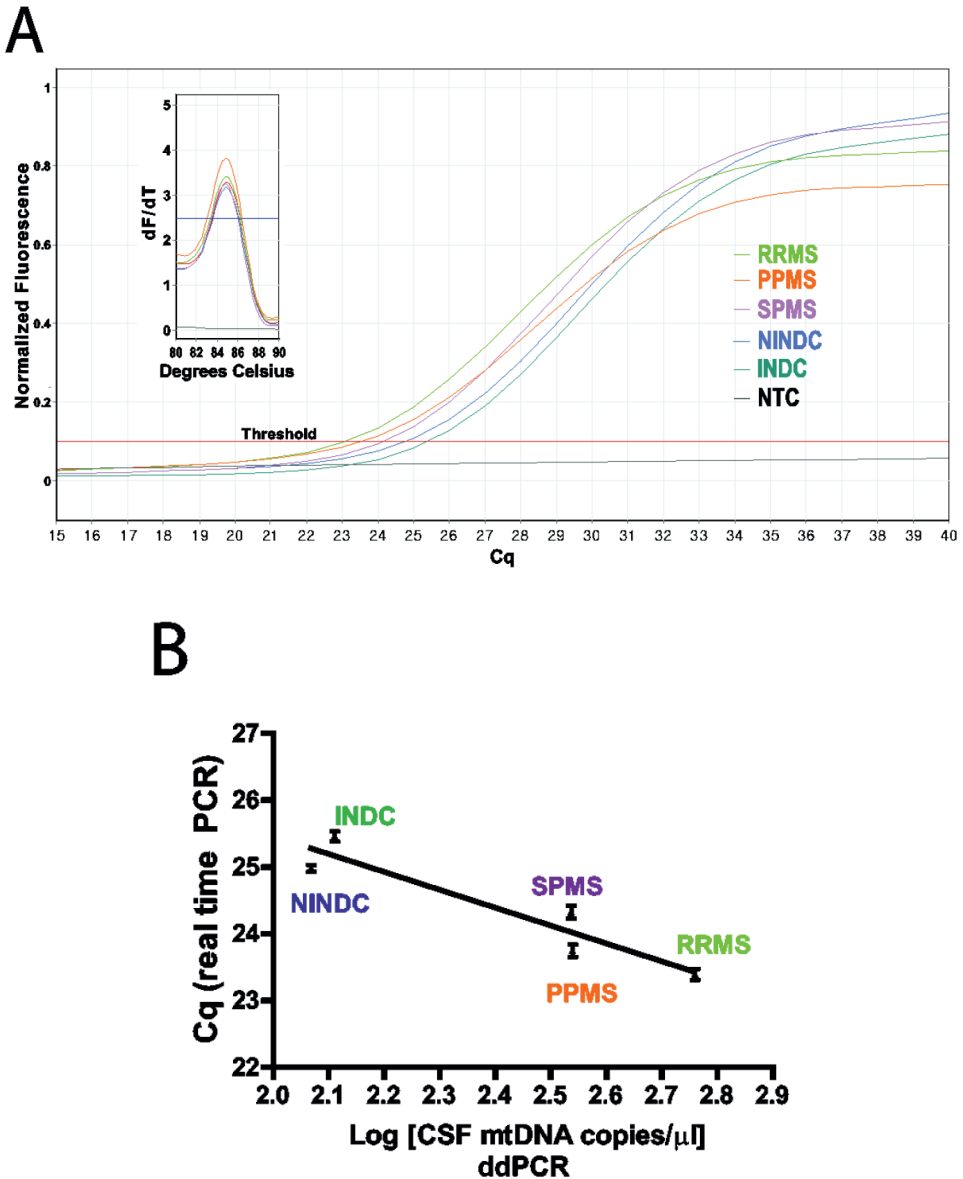 A
1
0.8
0.6
0.4
0.2
0
Normalized Fluorescence
5
4
3
2
1
0
dF/dT
80 82 84 86 88 90
Degrees Celsius
RRMS
PPMS
SPMS
NINDC
INDC
NTC
Threshold
15 16 17 18 19 20 21 22 23 24 25 26 27 28 29 30 31 32 33 34 35 36 37 38 39 40
Cq
B
27
26
25
24
23
22
Cq (real time PCR)
INDC
NINDC
SPMS
PPMS
RRMS
2.0 2.1 2.2 2.3 2.4 2.5 2.6 2.7 2.8 2.9
Log [CSF mtDNA copies/μl]
ddPCR